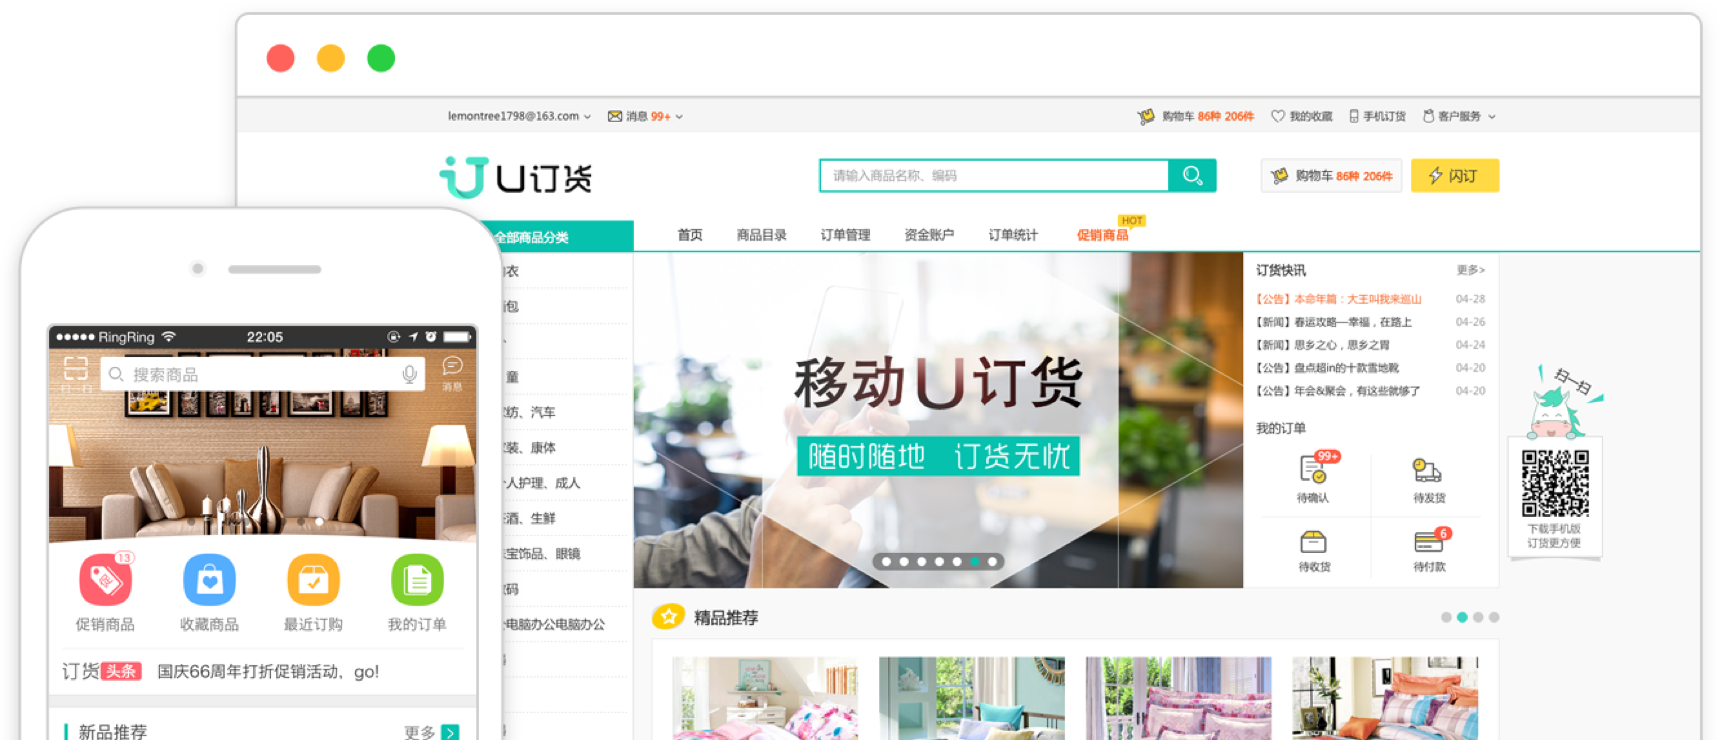 lemontree1798@163.com
消息 99+
购物车 86种 206件
我的收藏
手机订货
客户服务
U订货
请输入商品名称、编码
购物车 86种 206件
闪订
全部商品分类
首页
商品目录
订单管理
资金账户
订单统计
促销商品
HOT
衣
包
童
纺、汽车
装、康体
人护理、成人
酒、生鲜
宝饰品、眼镜
码
电脑办公电脑办公
移动U订货
随时随地 订货无忧
订货快讯
更多>
【公告】本命年篇：大王叫我来巡山 04-28
【新闻】春运攻略—幸福，在路上 04-26
【新闻】思乡之心，思乡之胃 04-24
【公告】盘点超in的十款雪地靴 04-20
【公告】年会&聚会，有这些就够了 04-20
我的订单
99+
待确认
待发货
待收货
6
待付款
扫一扫
下载手机版
订货更方便
精品推荐
RingRing
22:05
扫一扫
搜索商品
消息
13
促销商品
收藏商品
最近订购
我的订单
订货头条 国庆66周年打折促销活动，go!
新品推荐
更多